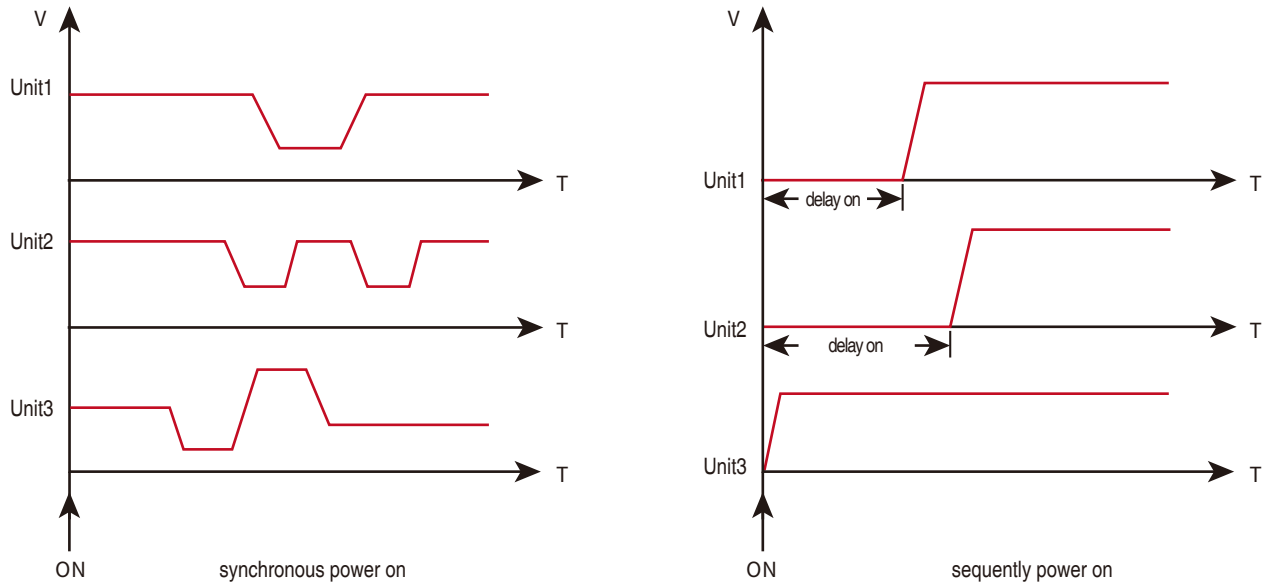 V
Unit1
T
Unit2
T
Unit3
T
ON
synchronous power on
V
Unit1
T
delay on
Unit2
T
delay on
Unit3
T
ON
sequently power on